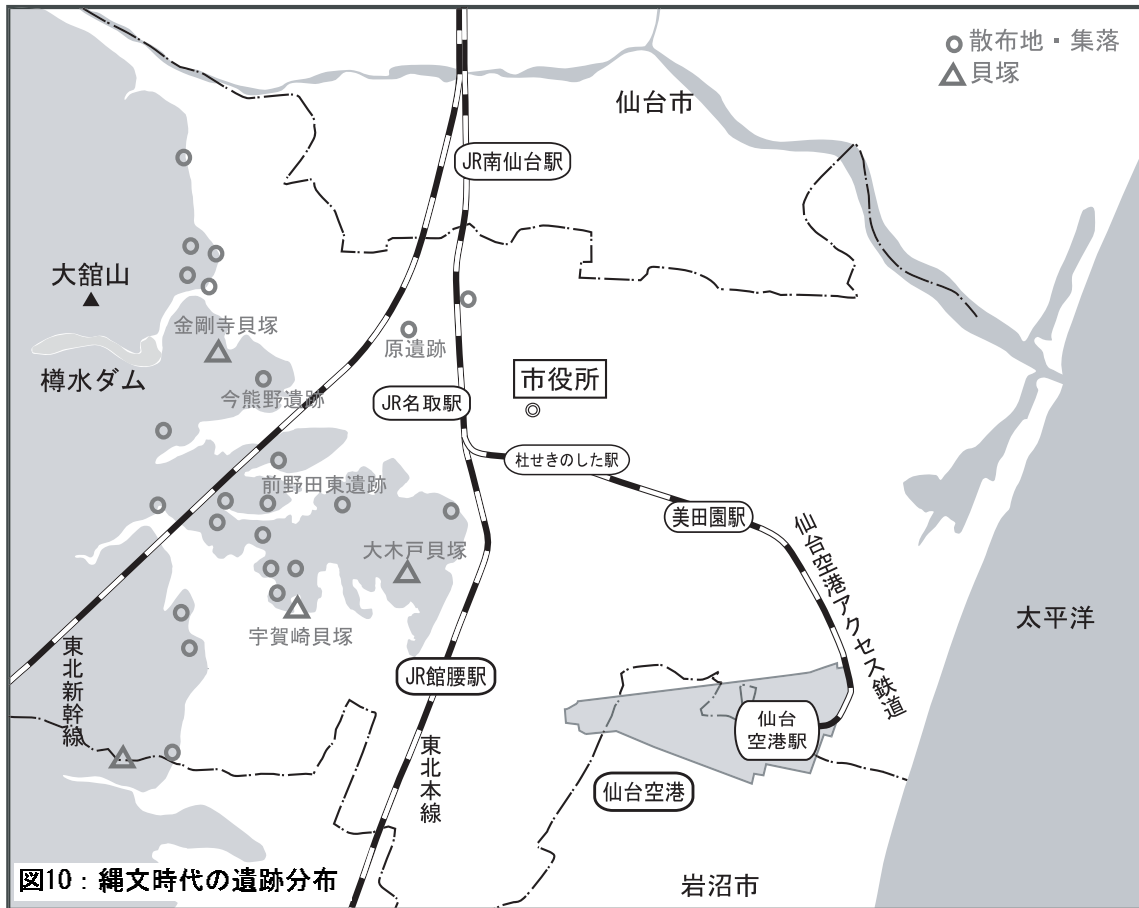 散布地・集落
貝塚
仙台市
JR南仙台駅
大舘山
金剛寺貝塚
原遺跡
樽水ダム
今熊野遺跡
市役所
JR名取駅
杜せきのした駅
前野田東遺跡
美田園駅
大木戸貝塚
仙台空港アクセス鉄道
太平洋
宇賀崎貝塚
東北新幹線
JR館腰駅
仙台
空港駅
東北本線
仙台空港
岩沼市
図10：縄文時代の遺跡分布